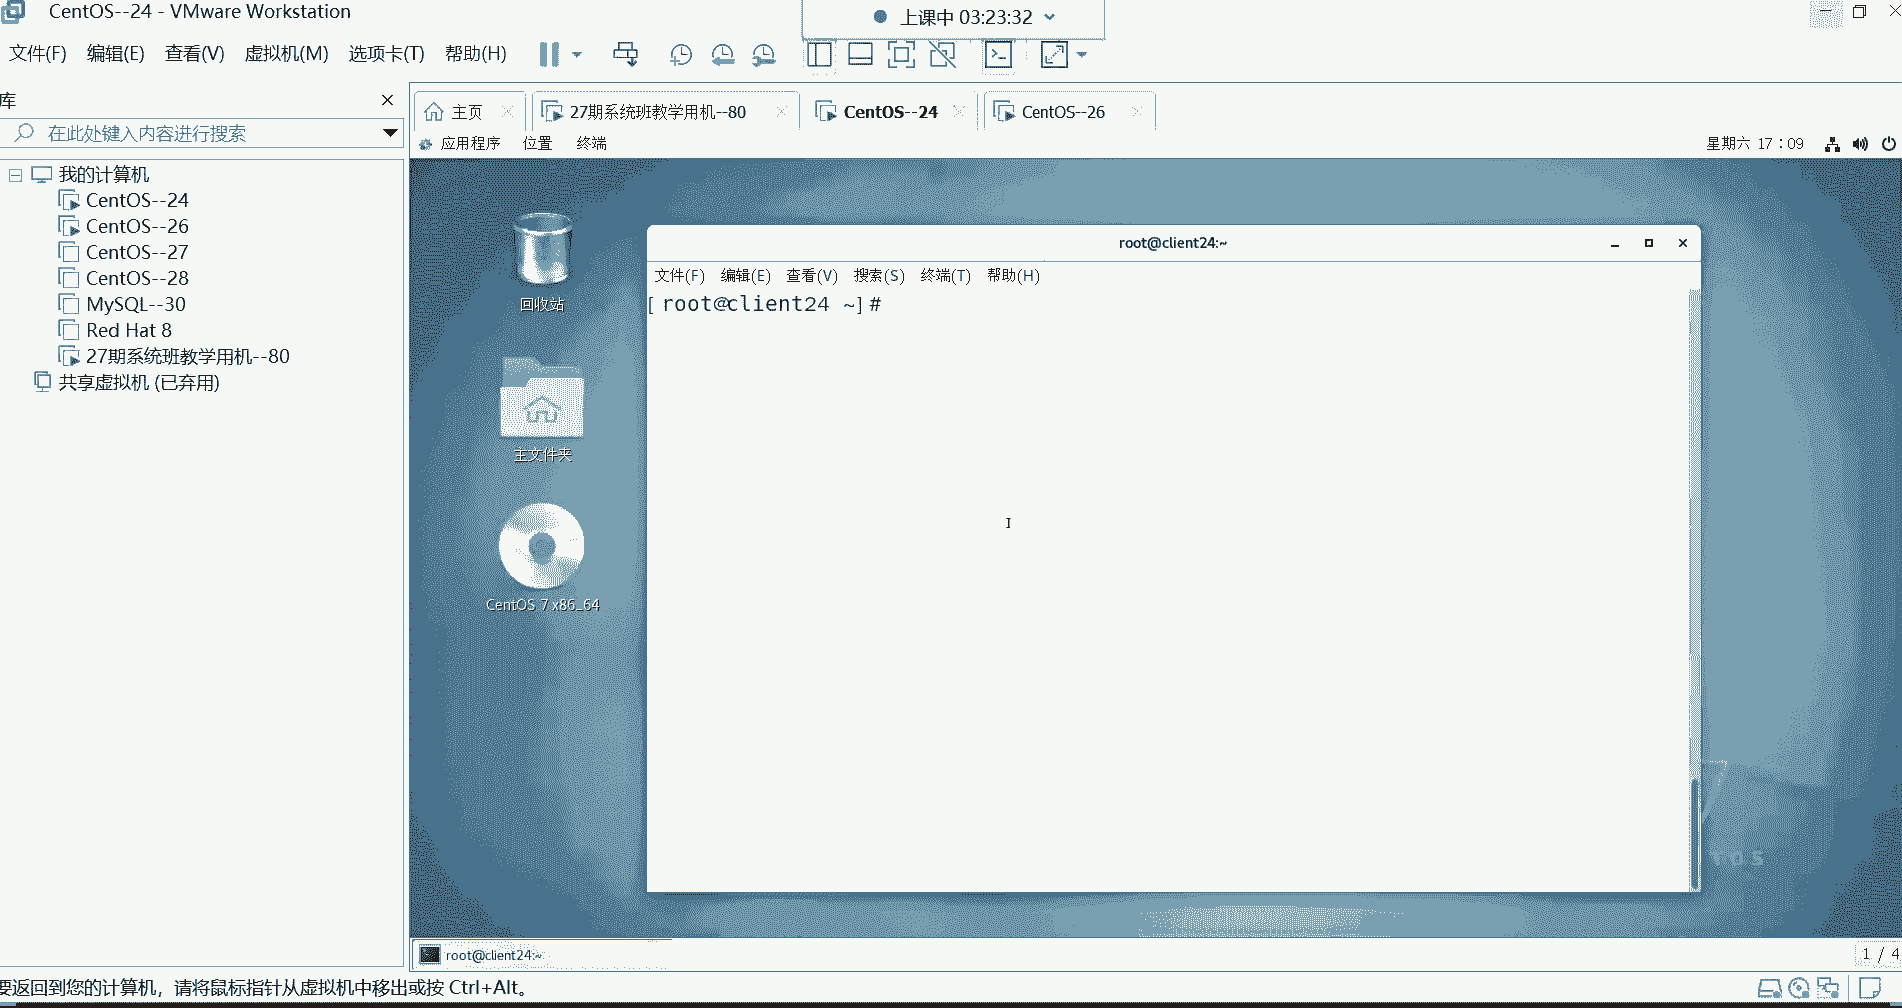 CentOS--24 - VMware Workstation
上课中 03:23:32
文件(F) 编辑(E) 查看(V) 虚拟机(M) 选项卡(T) 帮助(H)
库
在此处键入内容进行搜索
我的计算机
CentOS--24
CentOS--26
CentOS--27
CentOS--28
MySQL--30
Red Hat 8
27期系统班教学用机--80
共享虚拟机 (已弃用)
主页 27期系统班教学用机--80 CentOS--24 CentOS--26
应用程序 位置 终端 星期六 17:09
回收站
主文件夹
CentOS 7 x86_64
root@client24:~
文件(F) 编辑(E) 查看(V) 搜索(S) 终端(T) 帮助(H)
[root@client24 ~]#
7
TOS
root@client24:~
1 / 4
要返回到您的计算机，请将鼠标指针从虚拟机中移出或按 Ctrl+Alt。